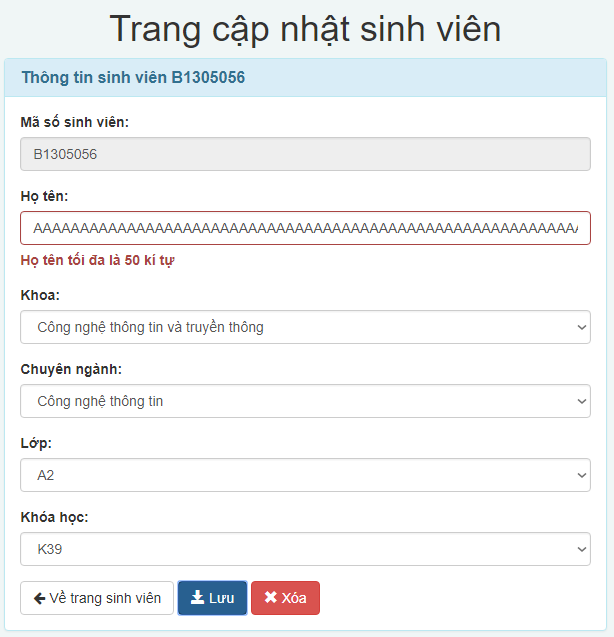 Trang cập nhật sinh viên
Thông tin sinh viên B1305056
Mã số sinh viên:
B1305056
Họ tên:
AAAAAAAAAAAAAAAAAAAAAAAAAAAAAAAAAAAAAAAAAAAAAAAAAAAAAAAAAAA
Họ tên tối đa là 50 kí tự
Khoa:
Công nghệ thông tin và truyền thông
Chuyên ngành:
Công nghệ thông tin
Lớp:
A2
Khóa học:
K39
Về trang sinh viên Lưu Xóa